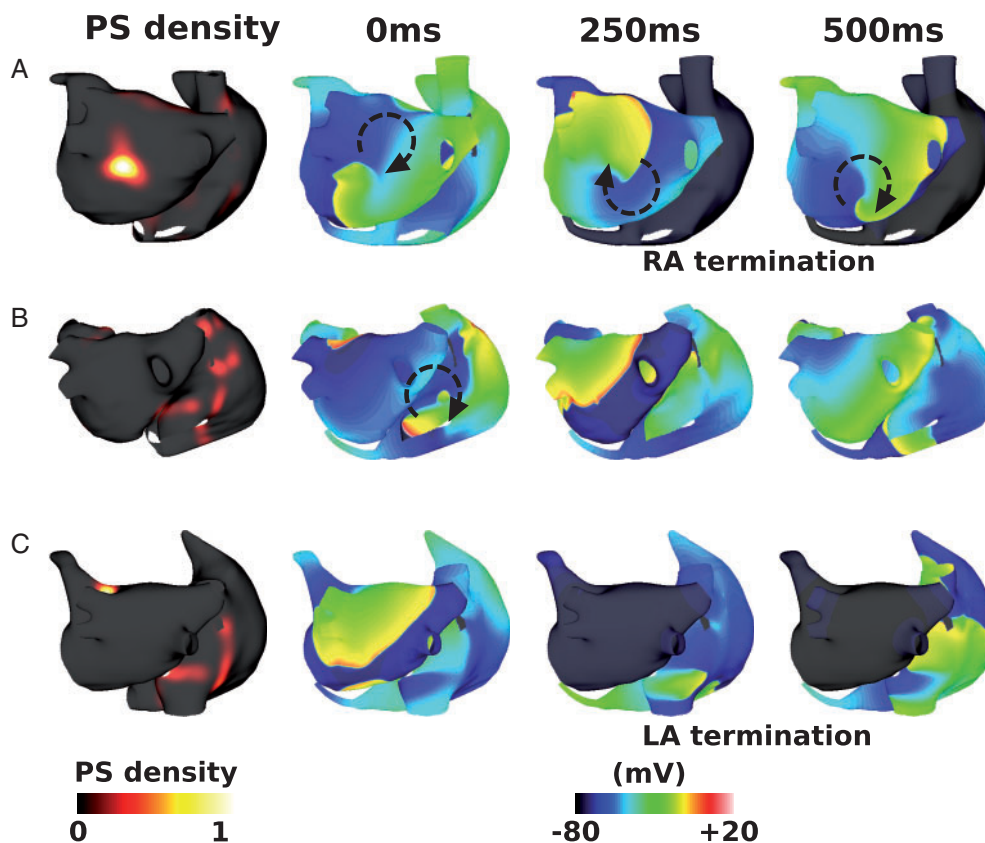 PS density 0ms 250ms 500ms
A
RA termination
B
C
LA termination
PS density (mV)
0 1 -80 +20